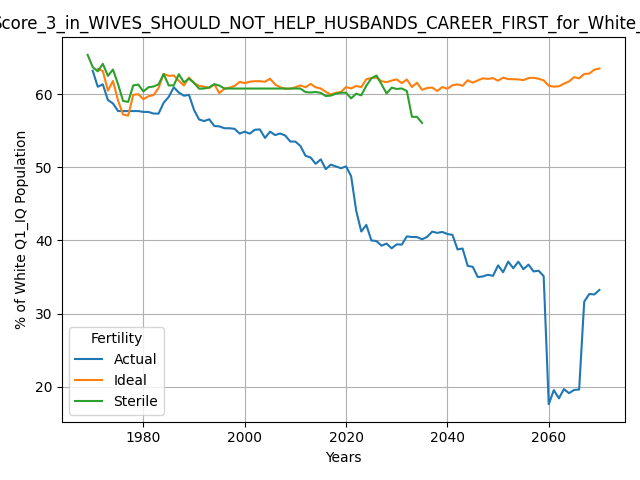 Score_3_in_WIVES_SHOULD_NOT_HELP_HUSBANDS_CAREER_FIRST_for_White_
% of White Q1_IQ Population
60
50
40
30
20
Fertility
Actual
Ideal
Sterile
1980
2000
2020
2040
2060
Years